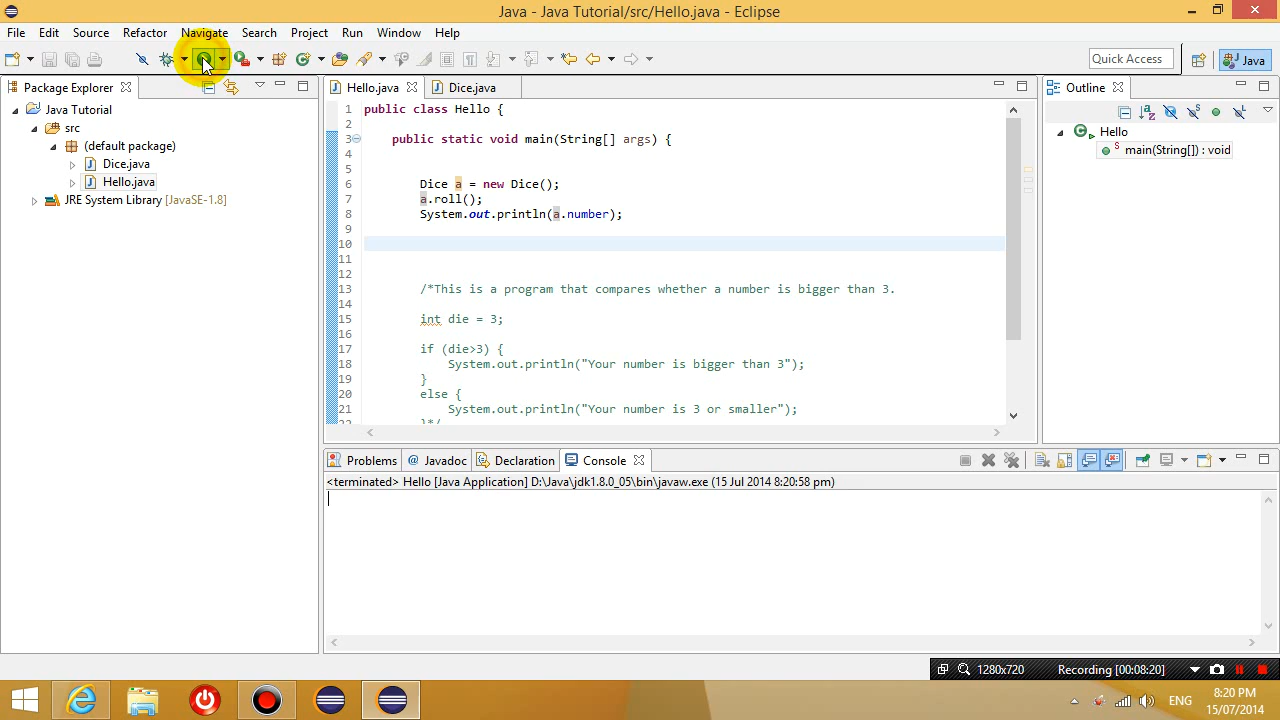 Java - Java Tutorial/src/Hello.java - Eclipse
File Edit Source Refactor Navigate Search Project Run Window Help
Quick Access
Java
Package Explorer
Hello.java
Dice.java
Outline
1 public class Hello {
2
3 public static void main(String[] args) {
4
5
6 Dice a = new Dice();
7 a.roll();
8 System.out.println(a.number);
9
10
11
12
13 /*This is a program that compares whether a number is bigger than 3.
14
15 int die = 3;
16
17 if (die>3) {
18 System.out.println("Your number is bigger than 3");
19 }
20 else {
21 System.out.println("Your number is 3 or smaller");
22 }*/
Java Tutorial
src
(default package)
Dice.java
Hello.java
JRE System Library [JavaSE-1.8]
Hello
main(String[]) : void
Problems
@ Javadoc
Declaration
Console
<terminated> Hello [Java Application] D:\Java\jdk1.8.0_05\bin\javaw.exe (15 Jul 2014 8:20:58 pm)
1280x720
Recording [00:08:20]
ENG
8:20 PM
15/07/2014